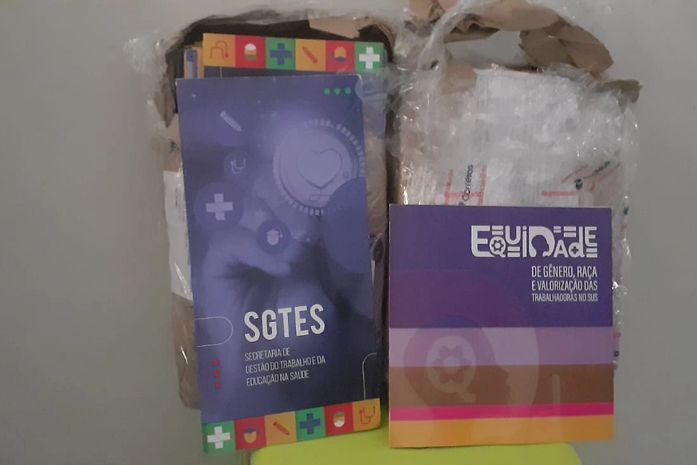 SGTES
SECRETARIA DE
GESTÃO DO TRABALHO E DA
EDUCAÇÃO NA SAÚDE
EQUIDADE
DE GÊNERO, RAÇA
E VALORIZAÇÃO DAS
TRABALHADORAS NO SUS
Correios